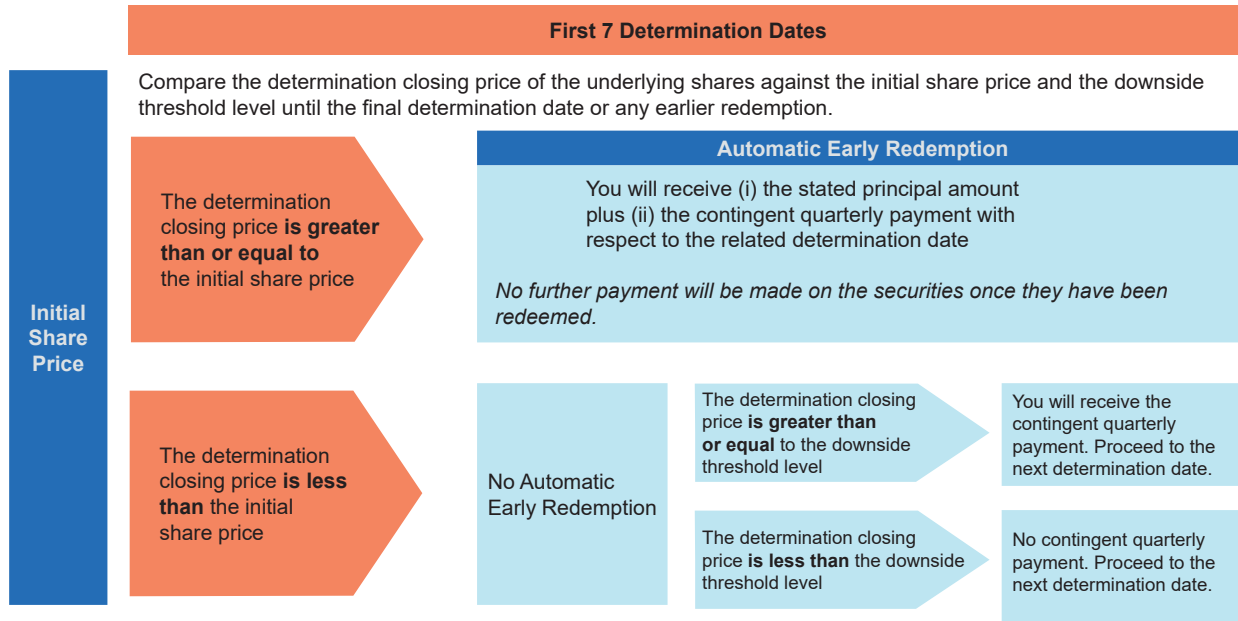 First 7 Determination Dates
Compare the determination closing price of the underlying shares against the initial share price and the downside
threshold level until the final determination date or any earlier redemption.
Initial
Share
Price
The determination
closing price is greater
than or equal to
the initial share price
Automatic Early Redemption
You will receive (i) the stated principal amount
plus (ii) the contingent quarterly payment with
respect to the related determination date
No further payment will be made on the securities once they have been
redeemed.
The determination
closing price is less
than the initial
share price
No Automatic
Early Redemption
The determination closing
price is greater than
or equal to the downside
threshold level
You will receive the
contingent quarterly
payment. Proceed to the
next determination date.
The determination closing
price is less than the downside
threshold level
No contingent quarterly
payment. Proceed to the
next determination date.